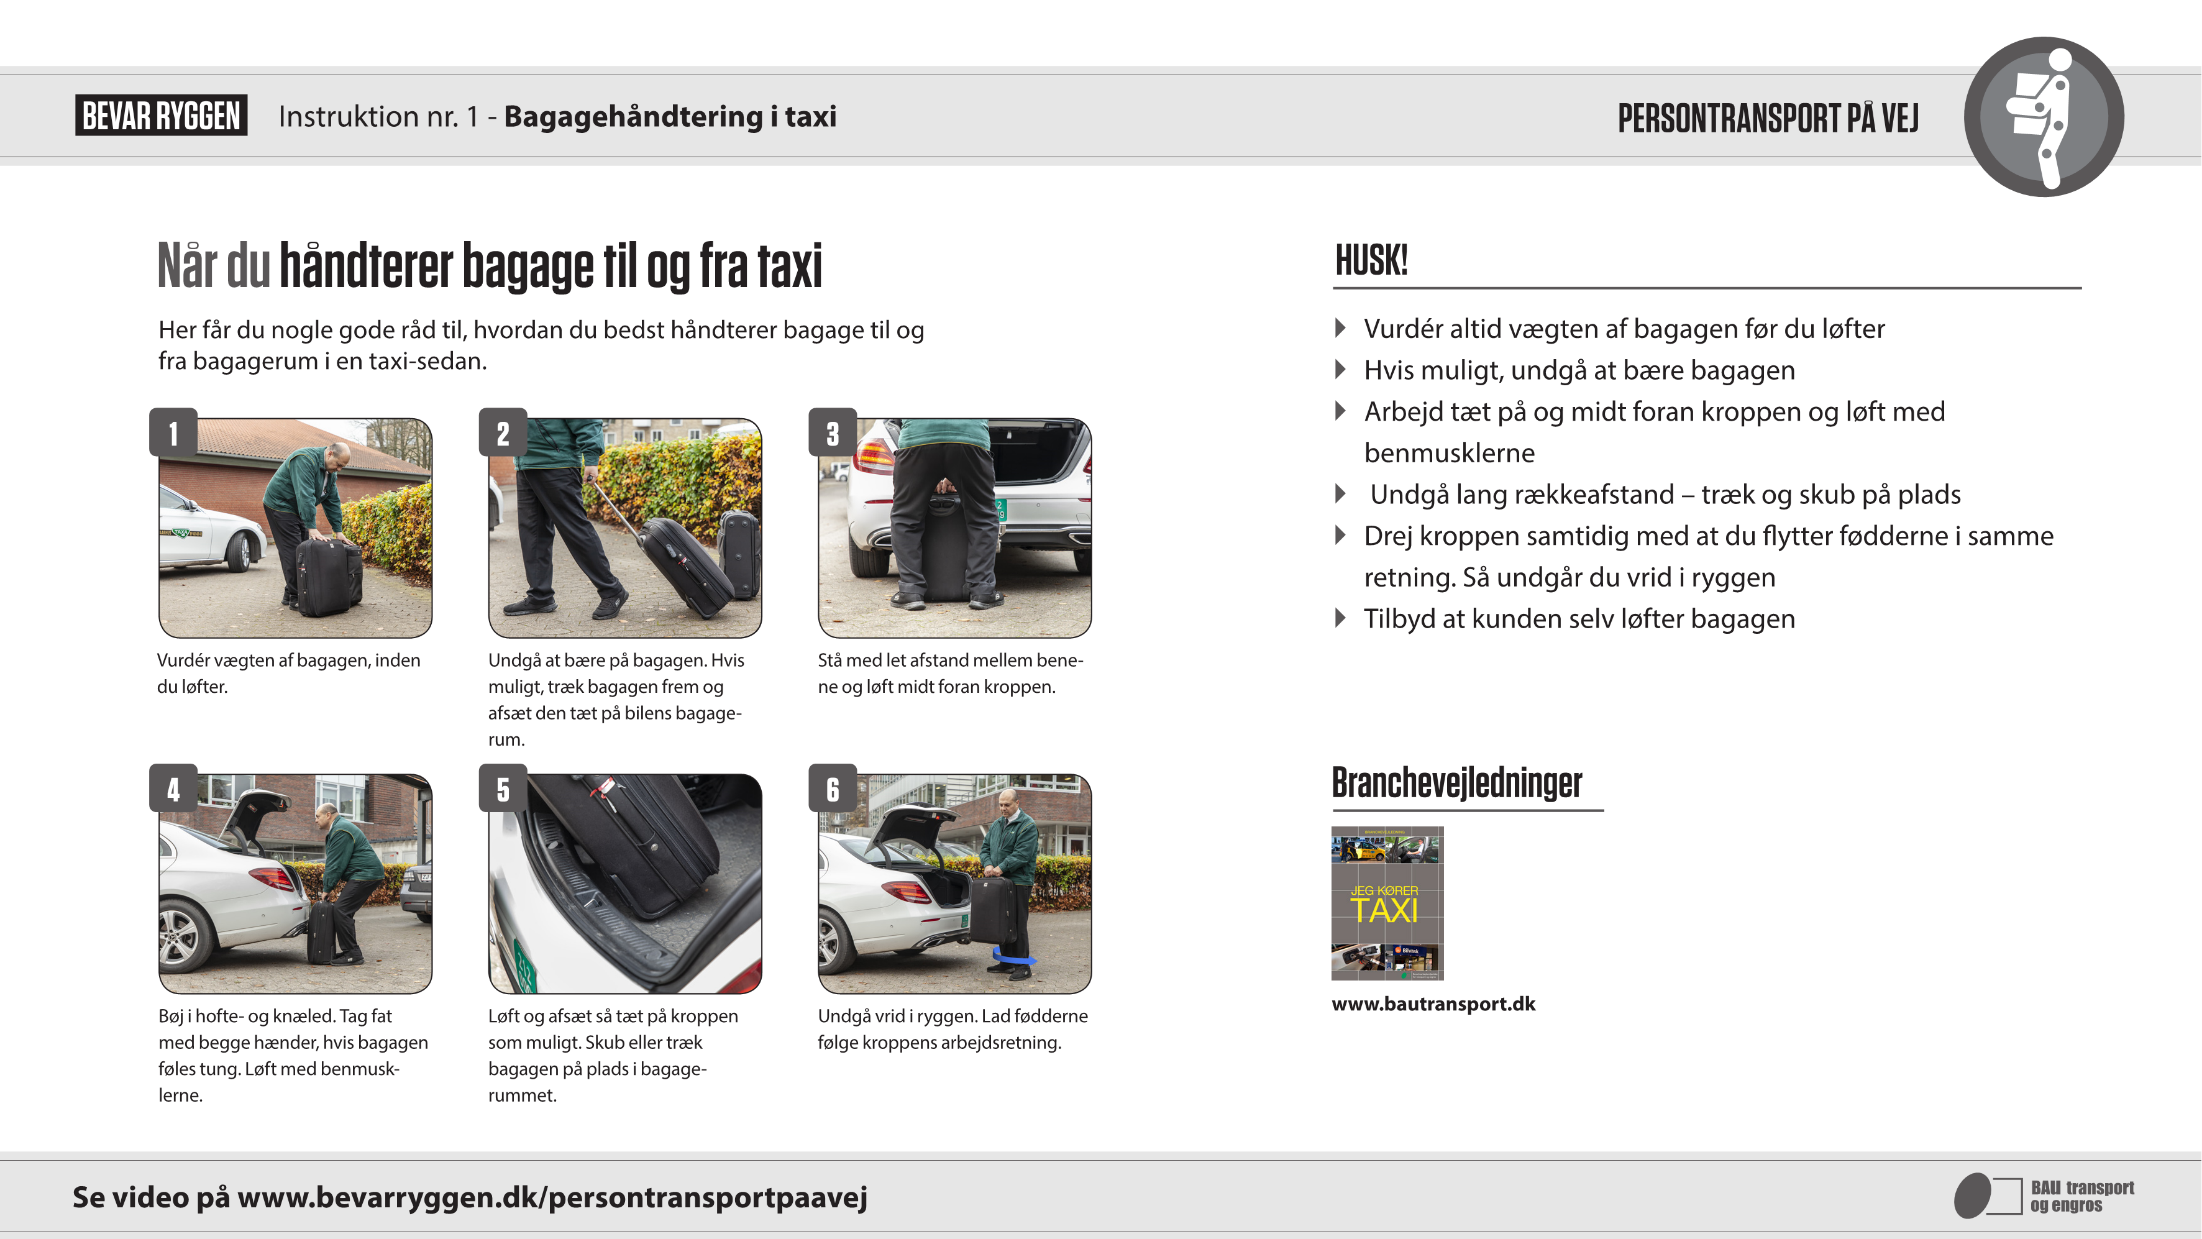 BEVAR RYGGEN
Instruktion nr. 1 - Bagagehåndtering i taxi
PERSONTRANSPORT PÅ VEJ
Når du håndterer bagage til og fra taxi
Her får du nogle gode råd til, hvordan du bedst håndterer bagage til og
fra bagagerum i en taxi-sedan.
1
Vurdér vægten af bagagen, inden
du løfter.
2
Undgå at bære på bagagen. Hvis
muligt, træk bagagen frem og
afsæt den tæt på bilens bagage-
rum.
3
Stå med let afstand mellem bene-
ne og løft midt foran kroppen.
4
Bøj i hofte- og knæled. Tag fat
med begge hænder, hvis bagagen
føles tung. Løft med benmusk-
lerne.
5
Løft og afsæt så tæt på kroppen
som muligt. Skub eller træk
bagagen på plads i bagage-
rummet.
6
Undgå vrid i ryggen. Lad fødderne
følge kroppens arbejdsretning.
HUSK!
Vurdér altid vægten af bagagen før du løfter
Hvis muligt, undgå at bære bagagen
Arbejd tæt på og midt foran kroppen og løft med
benmusklerne
Undgå lang rækkeafstand – træk og skub på plads
Drej kroppen samtidig med at du flytter fødderne i samme
retning. Så undgår du vrid i ryggen
Tilbyd at kunden selv løfter bagagen
Branchevejledninger
JEG KØRER
TAXI
www.bautransport.dk
Se video på www.bevarryggen.dk/persontransportpaavej
BAU transport
og engros